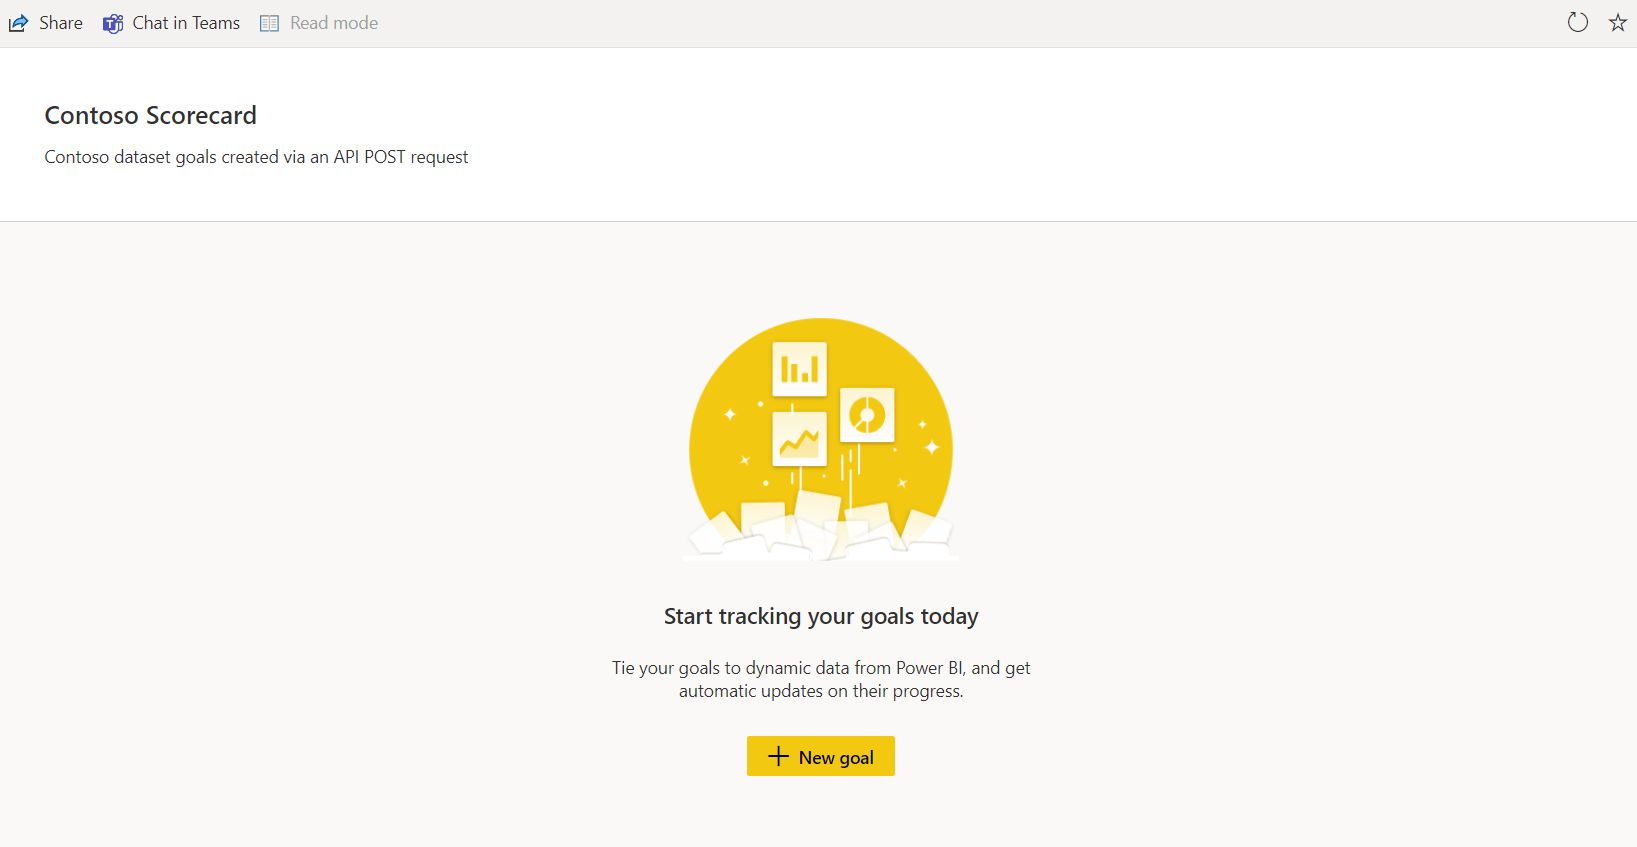 Share Chat in Teams Read mode
Contoso Scorecard
Contoso dataset goals created via an API POST request
Start tracking your goals today
Tie your goals to dynamic data from Power BI, and get
automatic updates on their progress.
New goal